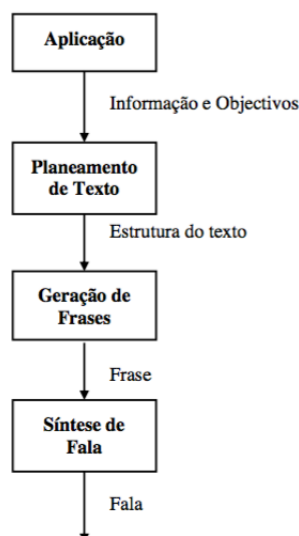 Aplicação
Informação e Objectivos
Planeamento
de Texto
Estrutura do texto
Geração de
Frases
Frase
Síntese de
Fala
Fala